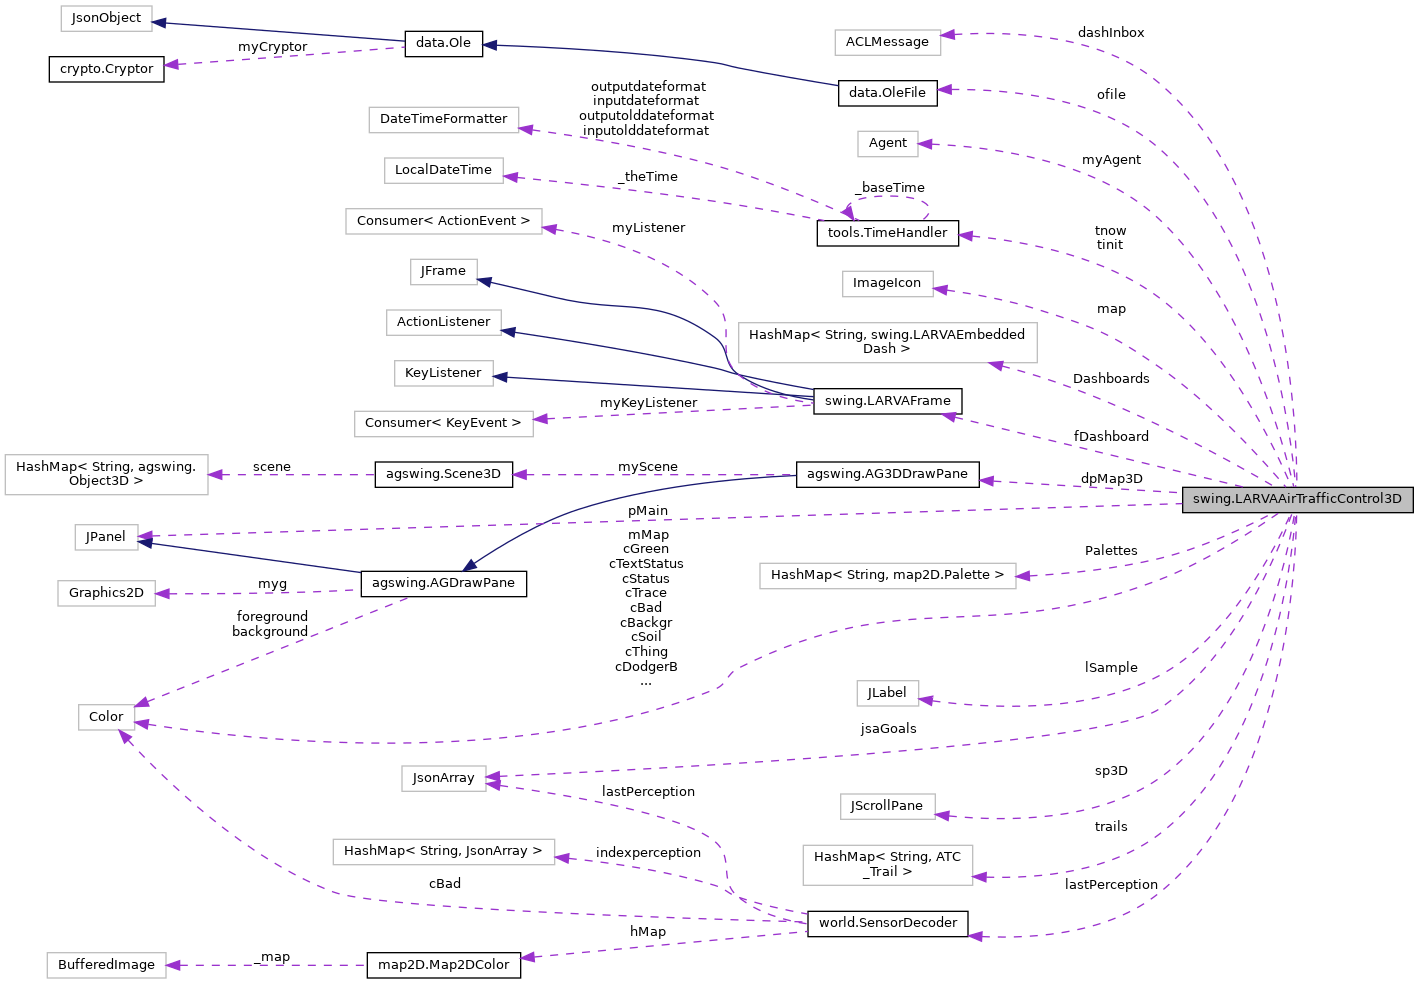 JsonObject
data.Ole
myCryptor
crypto.Cryptor
dashInbox
ACLMessage
outputdateformat
inputdateformat
outputolddateformat
inputolddateformat
data.OleFile
ofile
DateTimeFormatter
Agent
myAgent
LocalDateTime
_theTime
_baseTime
Consumer< ActionEvent >
myListener
tools.TimeHandler
tnow
tinit
JFrame
ImageIcon
map
ActionListener
HashMap< String, swing.LARVAEmbedded
Dash >
KeyListener
Dashboards
myKeyListener
swing.LARVAFrame
Consumer< KeyEvent >
fDashboard
HashMap< String, agswing.
Object3D >
scene
agswing.Scene3D
myScene
agswing.AG3DDrawPane
dpMap3D
swing.LARVAAirTrafficControl3D
pMain
JPanel
mMap
cGreen
cTextStatus
cStatus
cTrace
cBad
cBackgr
cSoil
cThing
cDodgerB
...
Palettes
agswing.AGDrawPane
HashMap< String, map2D.Palette >
myg
Graphics2D
foreground
background
lSample
JLabel
Color
jsaGoals
JsonArray
sp3D
lastPerception
JScrollPane
trails
HashMap< String, JsonArray >
indexperception
HashMap< String, ATC
_Trail >
cBad
lastPerception
world.SensorDecoder
hMap
BufferedImage
_map
map2D.Map2DColor